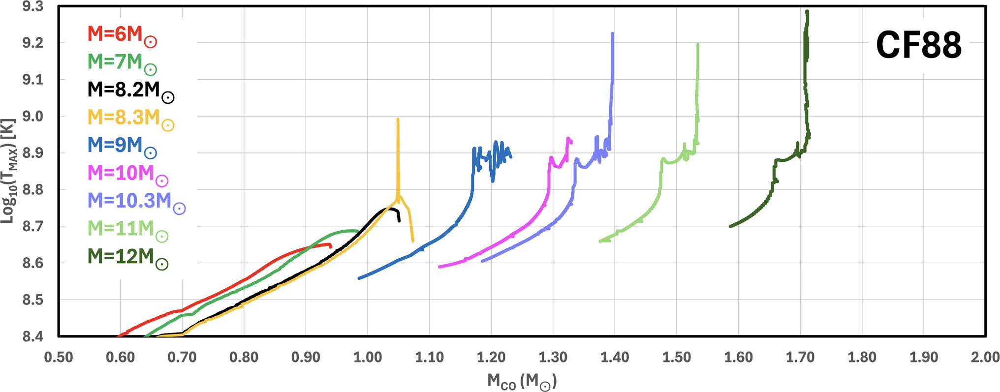 9.3
9.2
9.1
9.0
8.9
8.8
8.7
8.6
8.5
8.4
Log₁₀(T_MAX) [K]
M=6M☉
M=7M☉
M=8.2M☉
M=8.3M☉
M=9M☉
M=10M☉
M=10.3M☉
M=11M☉
M=12M☉
CF88
0.50 0.60 0.70 0.80 0.90 1.00 1.10 1.20 1.30 1.40 1.50 1.60 1.70 1.80 1.90 2.00
M_CO (M☉)